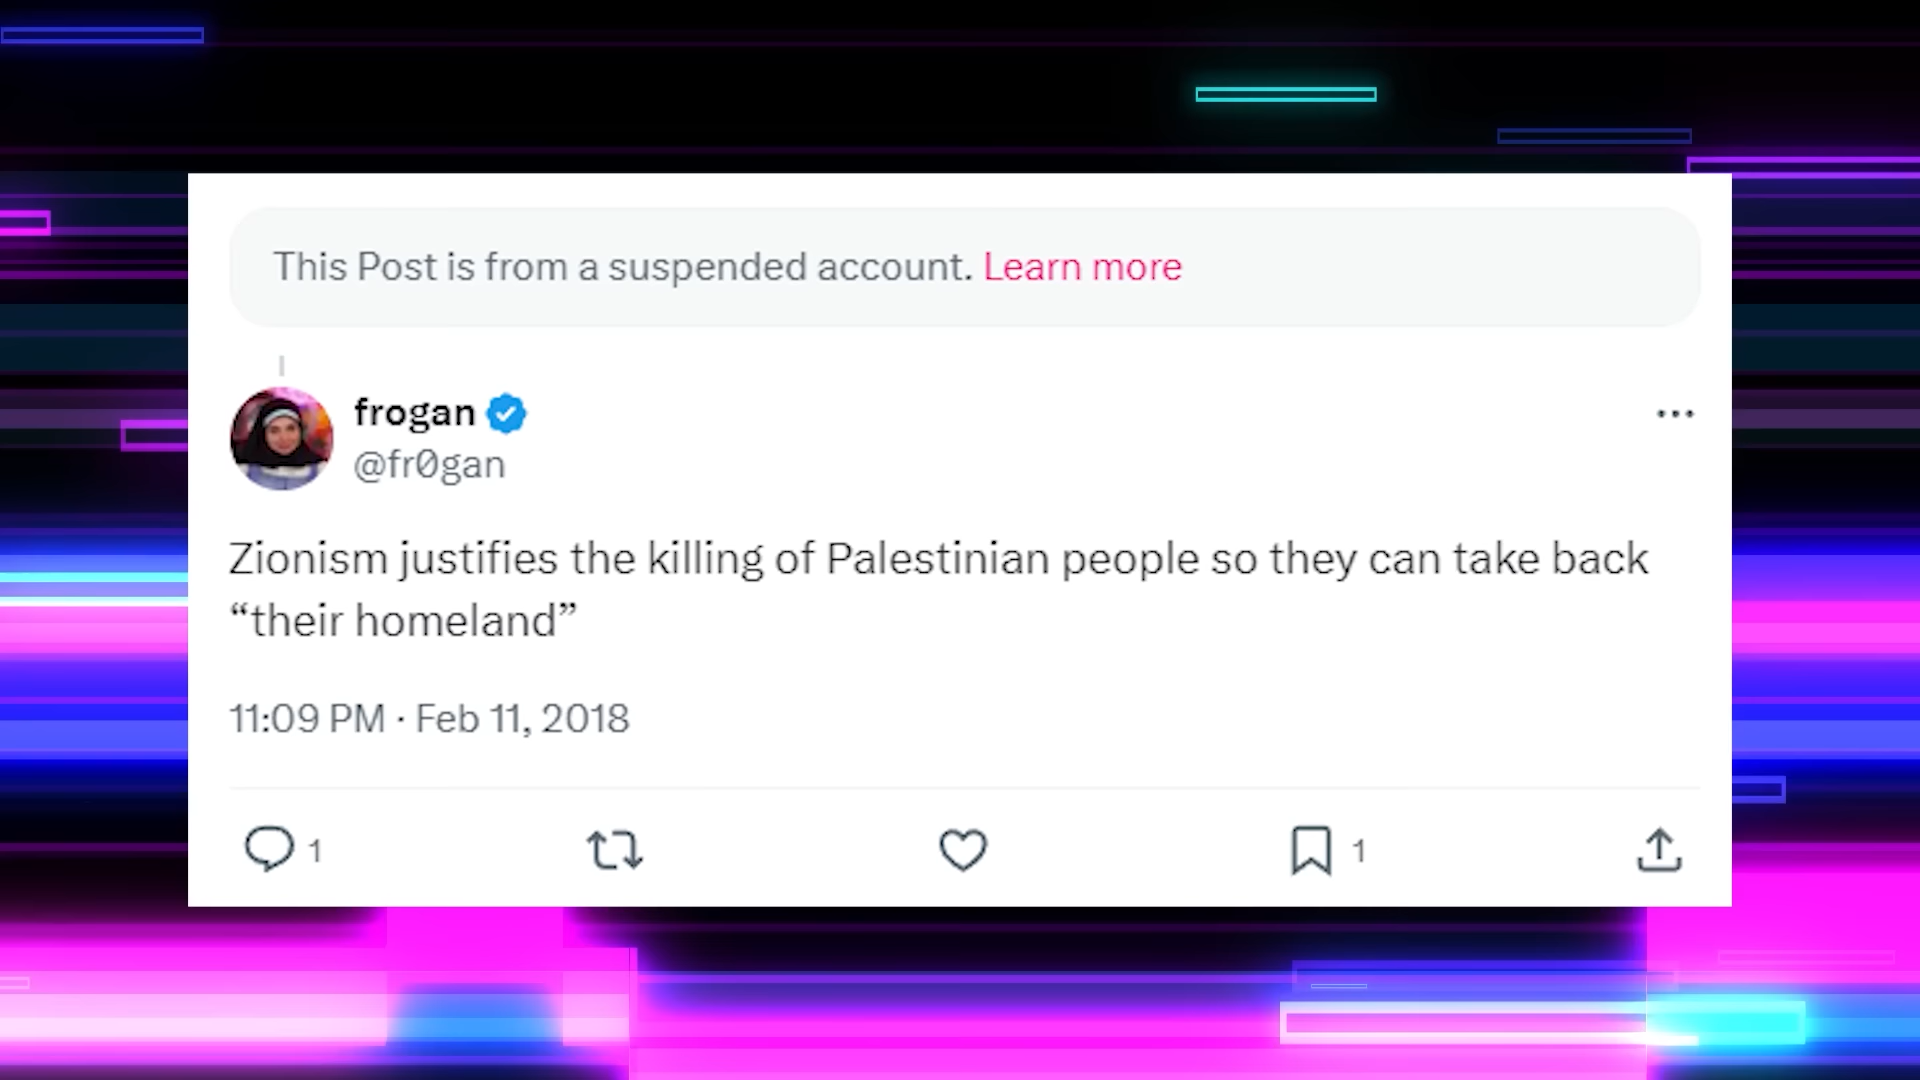 This Post is from a suspended account. Learn more
frogan
@fr0gan
Zionism justifies the killing of Palestinian people so they can take back
“their homeland”
11:09 PM · Feb 11, 2018
1
1